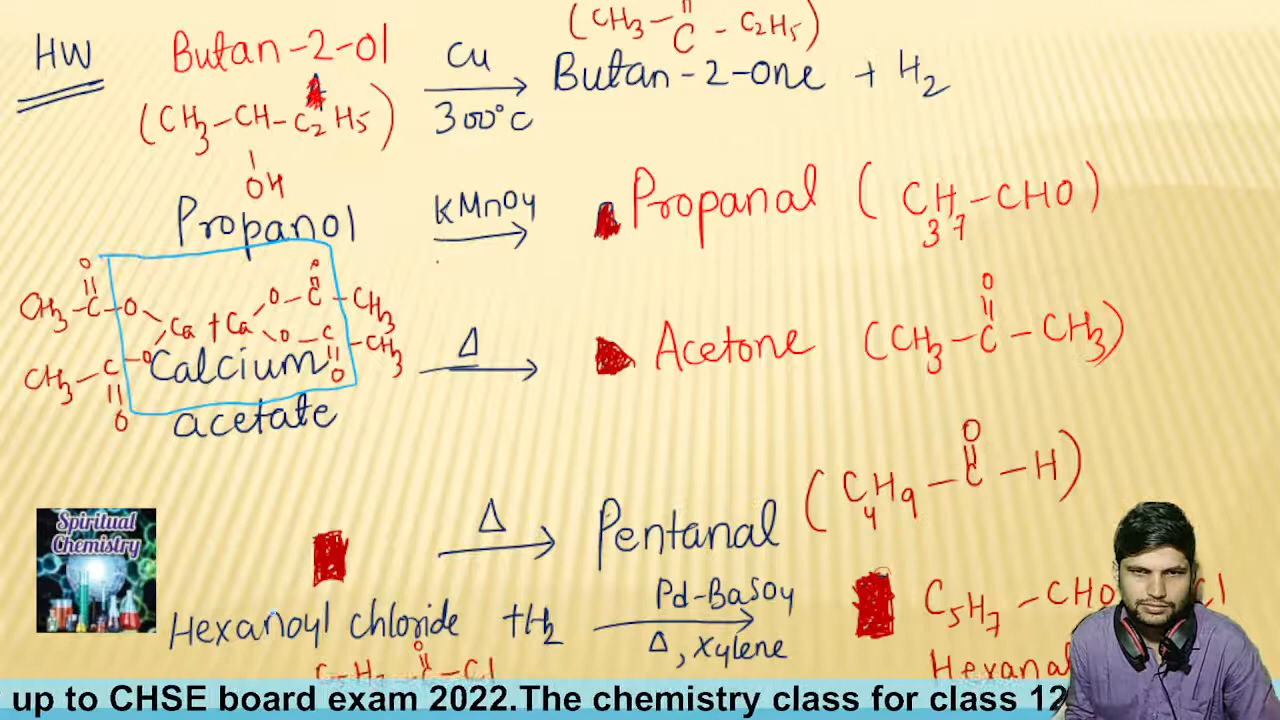 HW
Butan-2-ol
(CH3-CH-C2H5)
OH
Cu
300°C
(CH3-C-C2H5)
Butan-2-one + H2
Propanol
KMnO4
Propanal (C3H7-CHO)
O
CH3-C-O
Ca + Ca
O-C-CH3
CH3-C-O
O-C-CH3
O
O
Calcium
acetate
Δ
Acetone (CH3-C-CH3)
O
Δ
Pentanal (C4H9-C-H)
O
Hexanoyl chloride +H2
Pd-BaSO4
Δ, xylene
C5H7-CHO
Cl
Hexanal
O
C-Cl
Spiritual
Chemistry
up to CHSE board exam 2022.The chemistry class for class 12